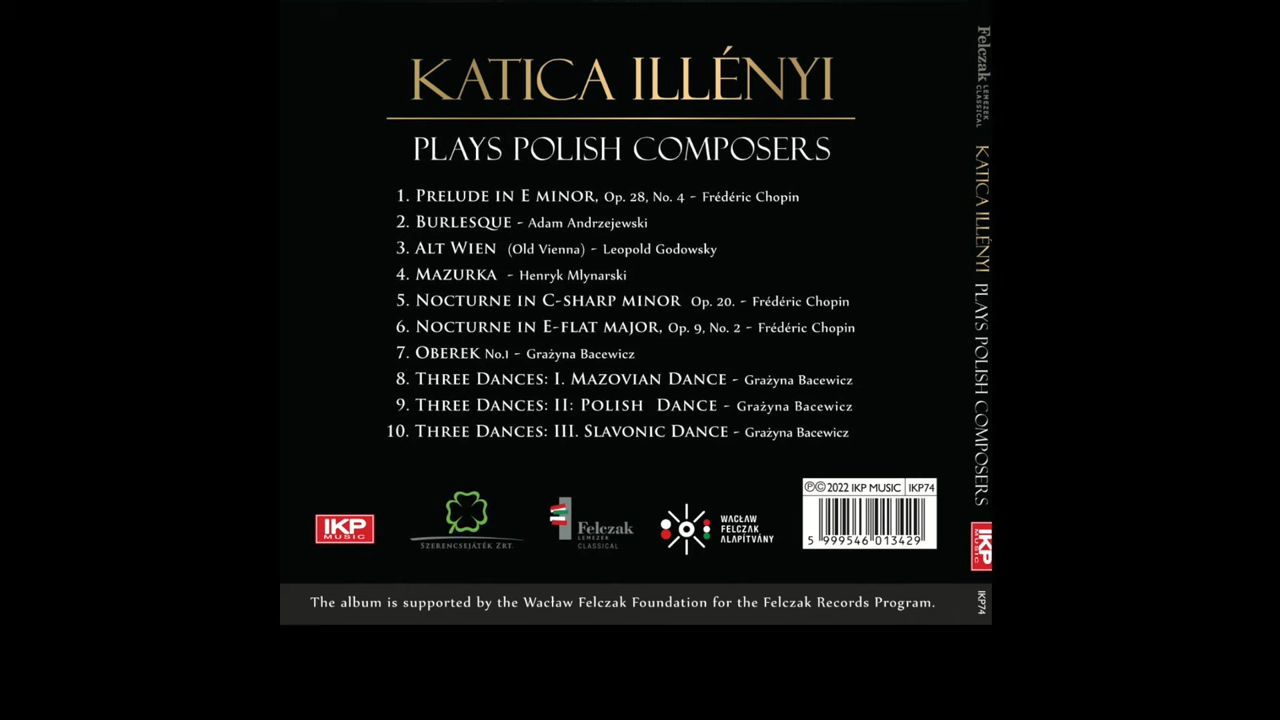 KATICA ILLÉNYI
PLAYS POLISH COMPOSERS
1. PRELUDE IN E MINOR, Op. 28, No. 4 – Frédéric Chopin
2. BURLESQUE – Adam Andrzejewski
3. ALT WIEN (Old Vienna) – Leopold Godowsky
4. MAZURKA – Henryk Mlynarski
5. NOCTURNE IN C-SHARP MINOR Op. 20. – Frédéric Chopin
6. NOCTURNE IN E-FLAT MAJOR, Op. 9, No. 2 – Frédéric Chopin
7. OBEREK No.1 – Grażyna Bacewicz
8. THREE DANCES: I. MAZOVIAN DANCE – Grażyna Bacewicz
9. THREE DANCES: II: POLISH DANCE – Grażyna Bacewicz
10. THREE DANCES: III. SLAVONIC DANCE – Grażyna Bacewicz
IKP
MUSIC
SZERENCSEJÁTÉK ZRT.
Felczak
LEMEZEK
CLASSICAL
WACŁAW
FELCZAK
ALAPÍTVÁNY
ⓅⒸ 2022 IKP MUSIC IKP74
5 999546 013429
The album is supported by the Wacław Felczak Foundation for the Felczak Records Program.
Felczak
LEMEZEK
CLASSICAL
KATICA ILLÉNYI PLAYS POLISH COMPOSERS
IKP
MUSIC
IKP74